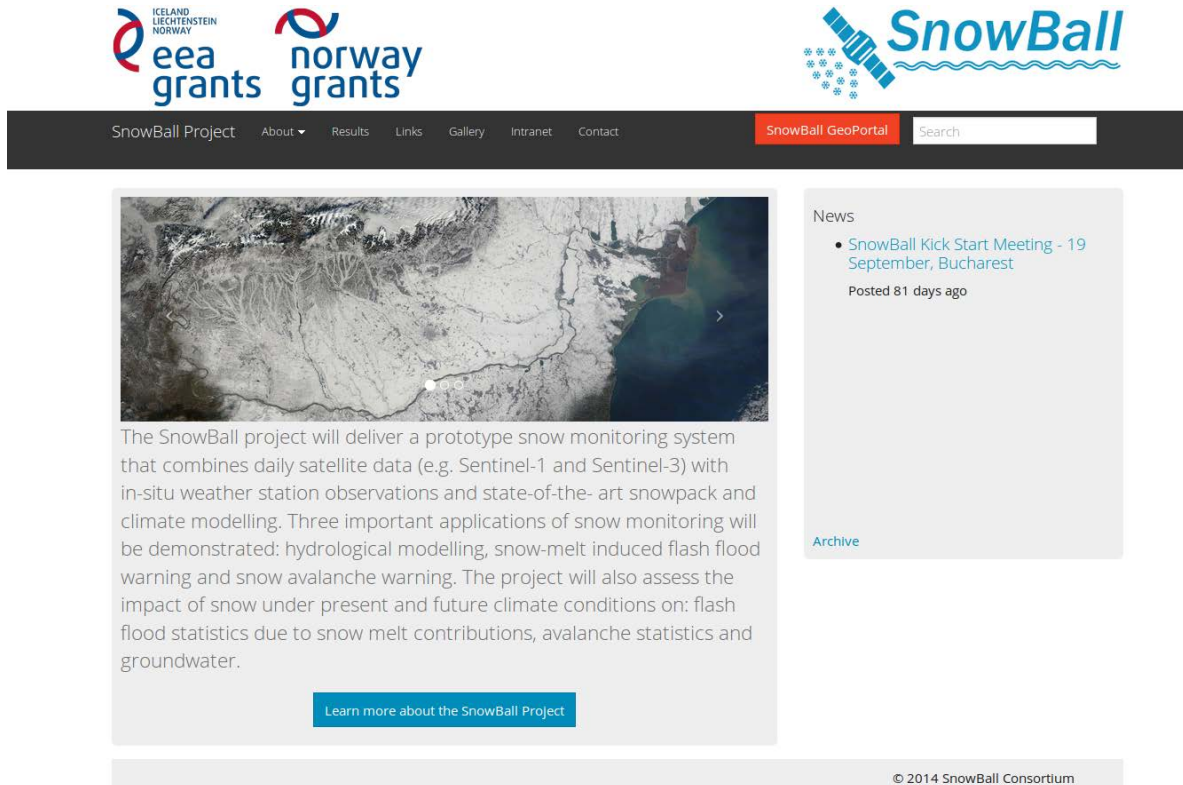 ICELAND
LIECHTENSTEIN
NORWAY
eea
grants
norway
grants
SnowBall
SnowBall Project About Results Links Gallery Intranet Contact SnowBall GeoPortal Search
The SnowBall project will deliver a prototype snow monitoring system
that combines daily satellite data (e.g. Sentinel-1 and Sentinel-3) with
in-situ weather station observations and state-of-the- art snowpack and
climate modelling. Three important applications of snow monitoring will
be demonstrated: hydrological modelling, snow-melt induced flash flood
warning and snow avalanche warning. The project will also assess the
impact of snow under present and future climate conditions on: flash
flood statistics due to snow melt contributions, avalanche statistics and
groundwater.
Learn more about the SnowBall Project
News
SnowBall Kick Start Meeting - 19
September, Bucharest
Posted 81 days ago
Archive
© 2014 SnowBall Consortium